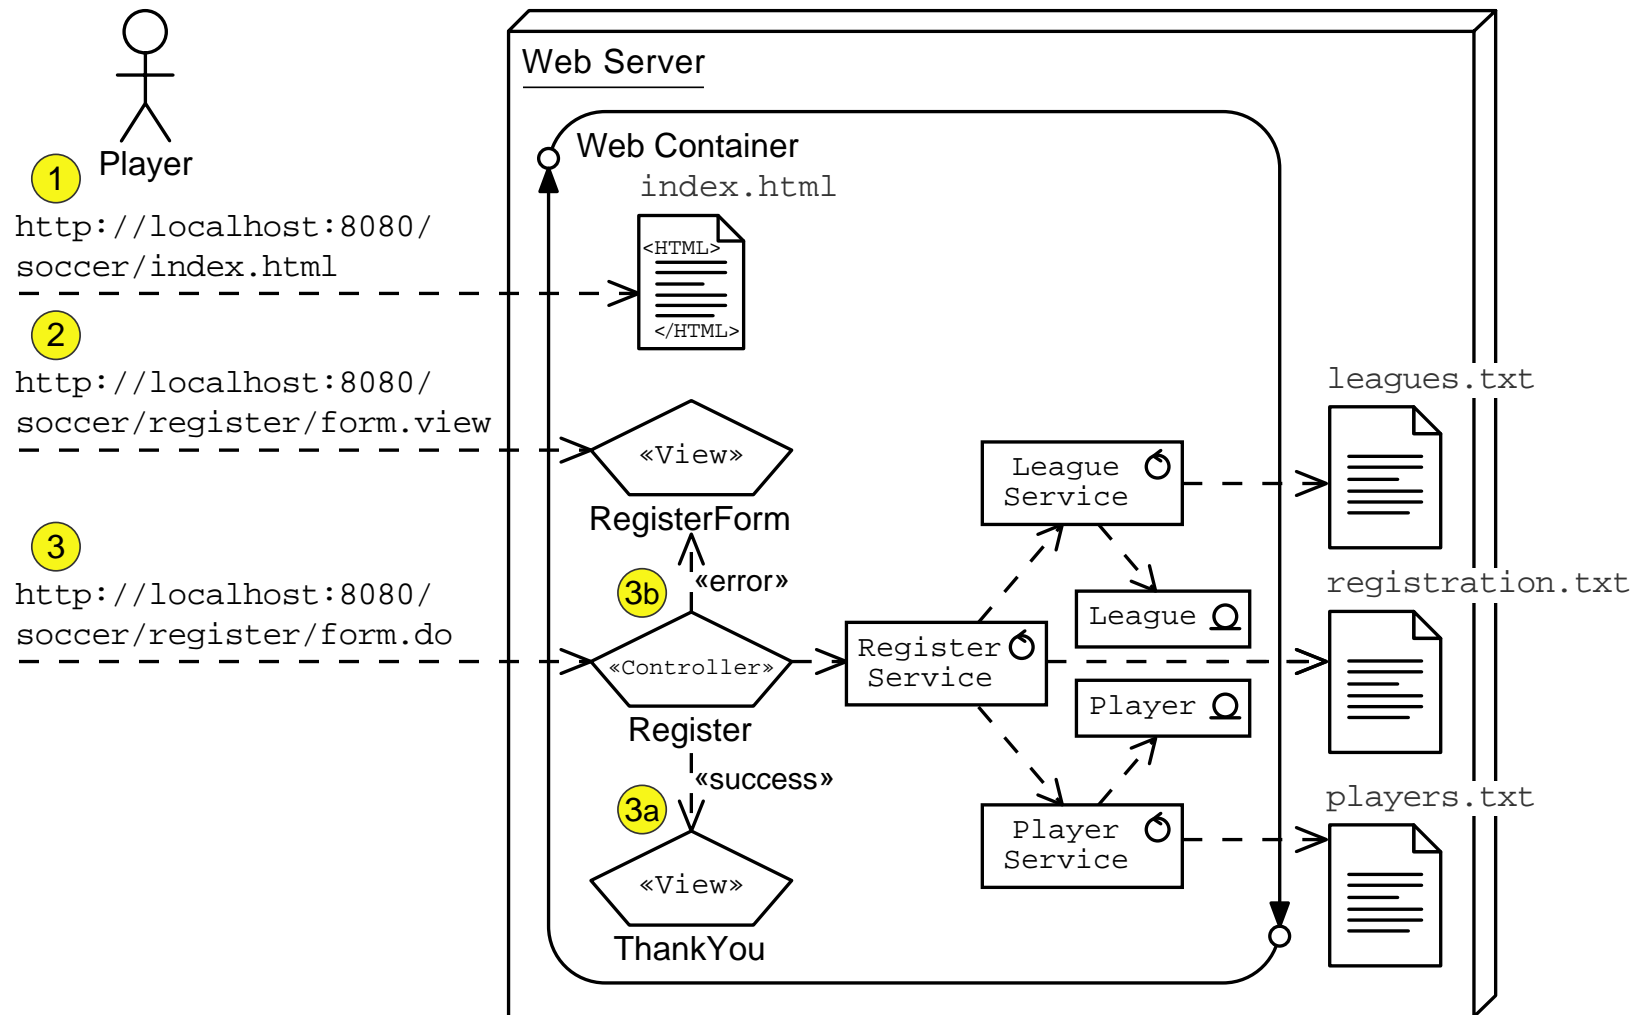 Web Server
Web Container
Player
1
http://localhost:8080/
soccer/index.html
index.html
<HTML>
</HTML>
2
http://localhost:8080/
soccer/register/form.view
«View»
RegisterForm
3
http://localhost:8080/
soccer/register/form.do
3b
«error»
«Controller»
Register
«success»
3a
«View»
ThankYou
Register
Service
League
Service
League
Player
Player
Service
leagues.txt
registration.txt
players.txt